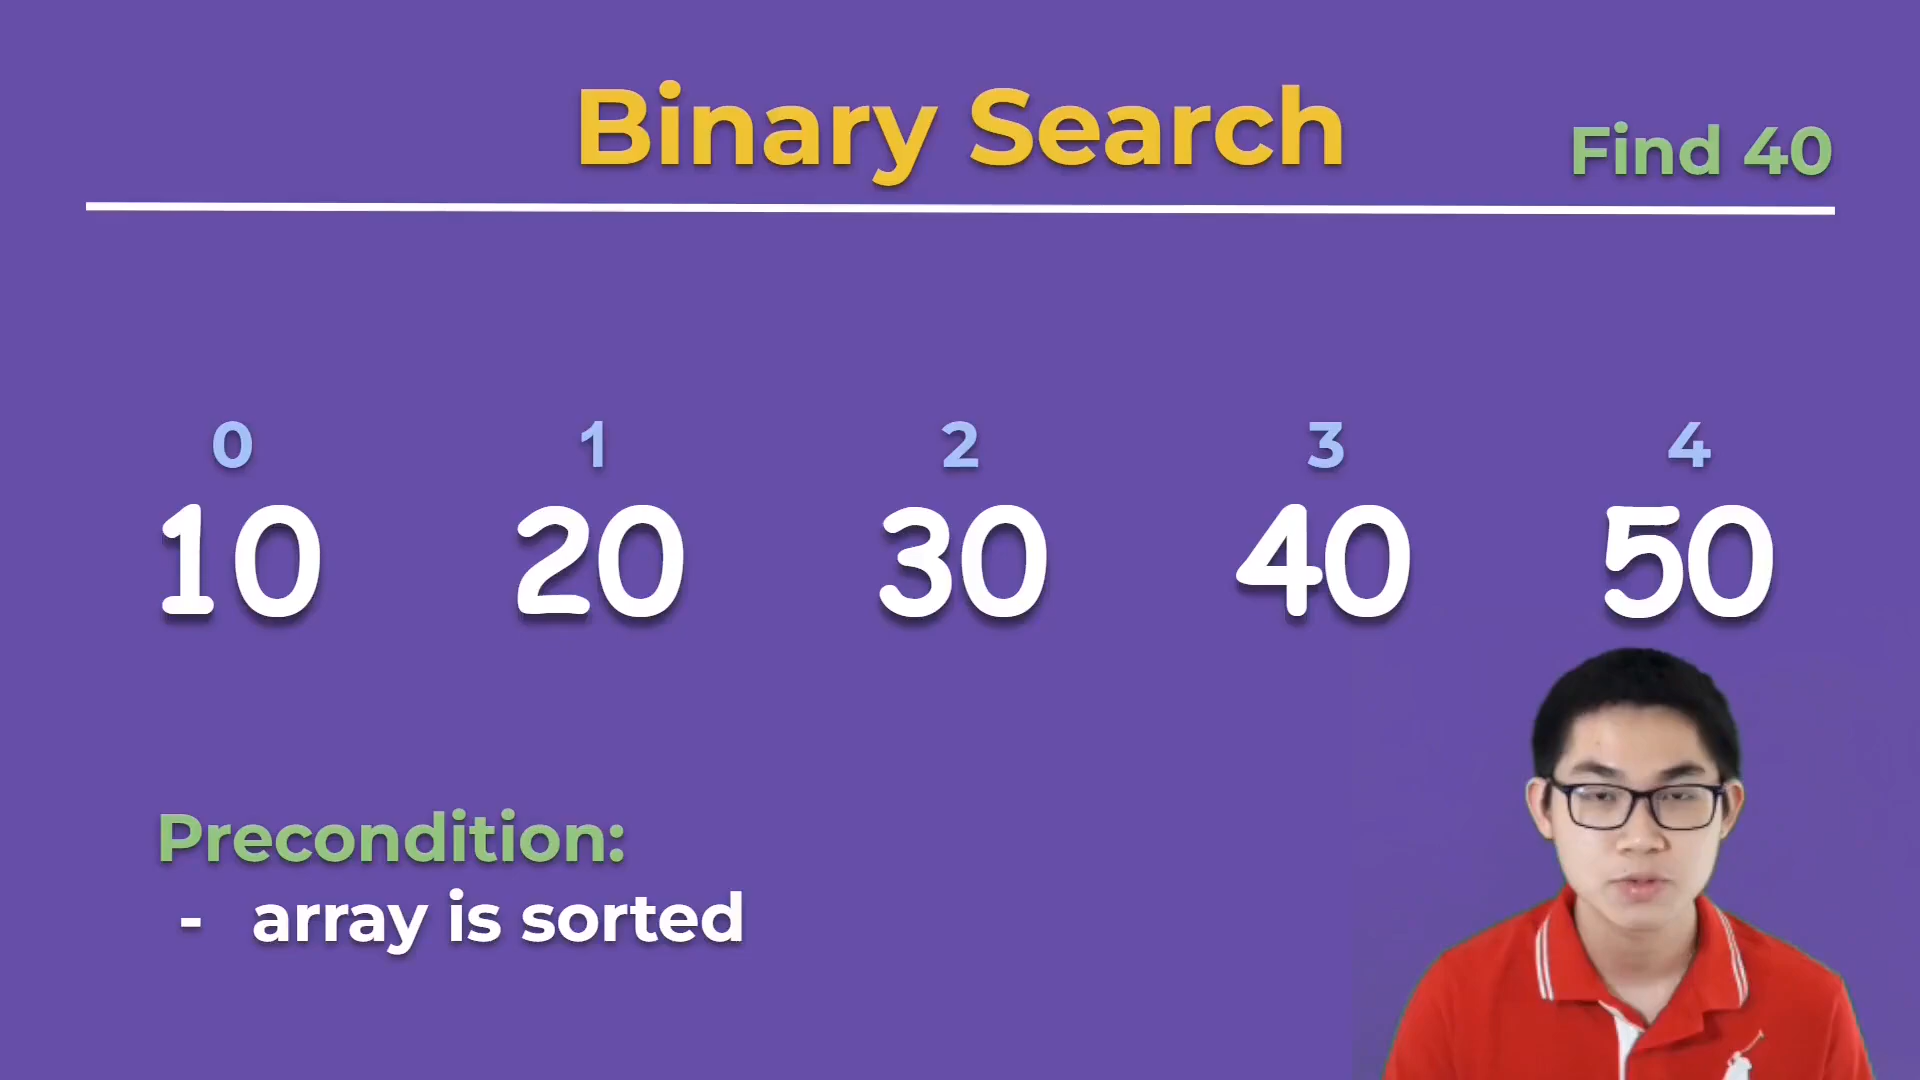 Binary Search
Find 40
0 1 2 3 4
10 20 30 40 50
Precondition:
- array is sorted